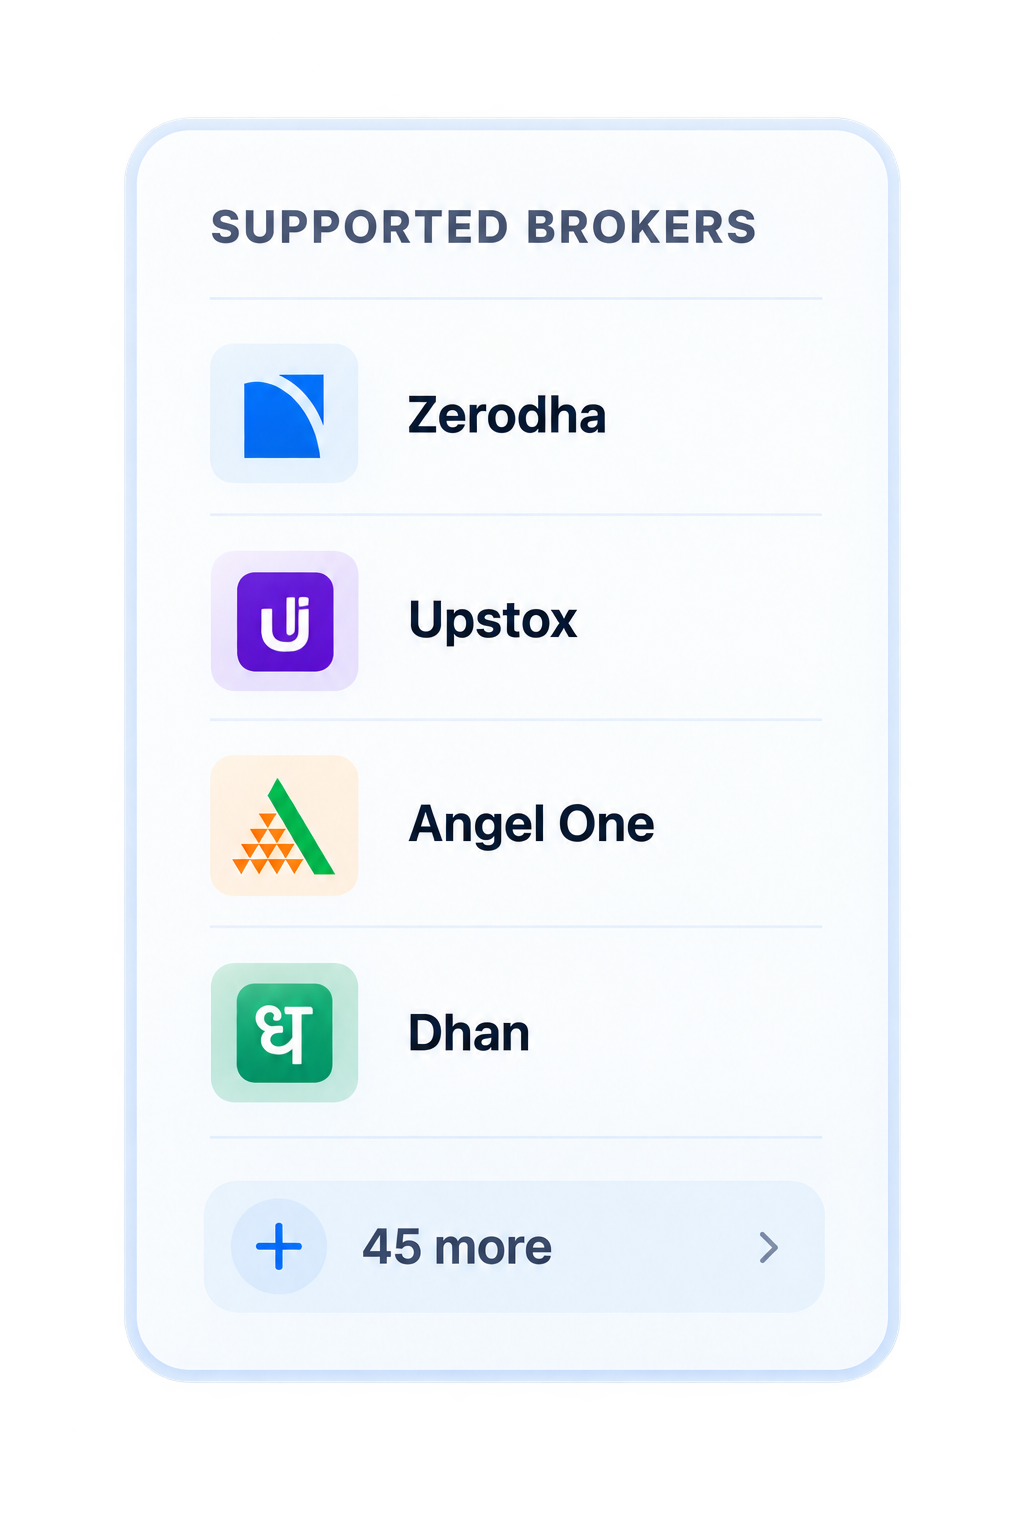 SUPPORTED BROKERS
Zerodha
Upstox
Angel One
ध
Dhan
45 more